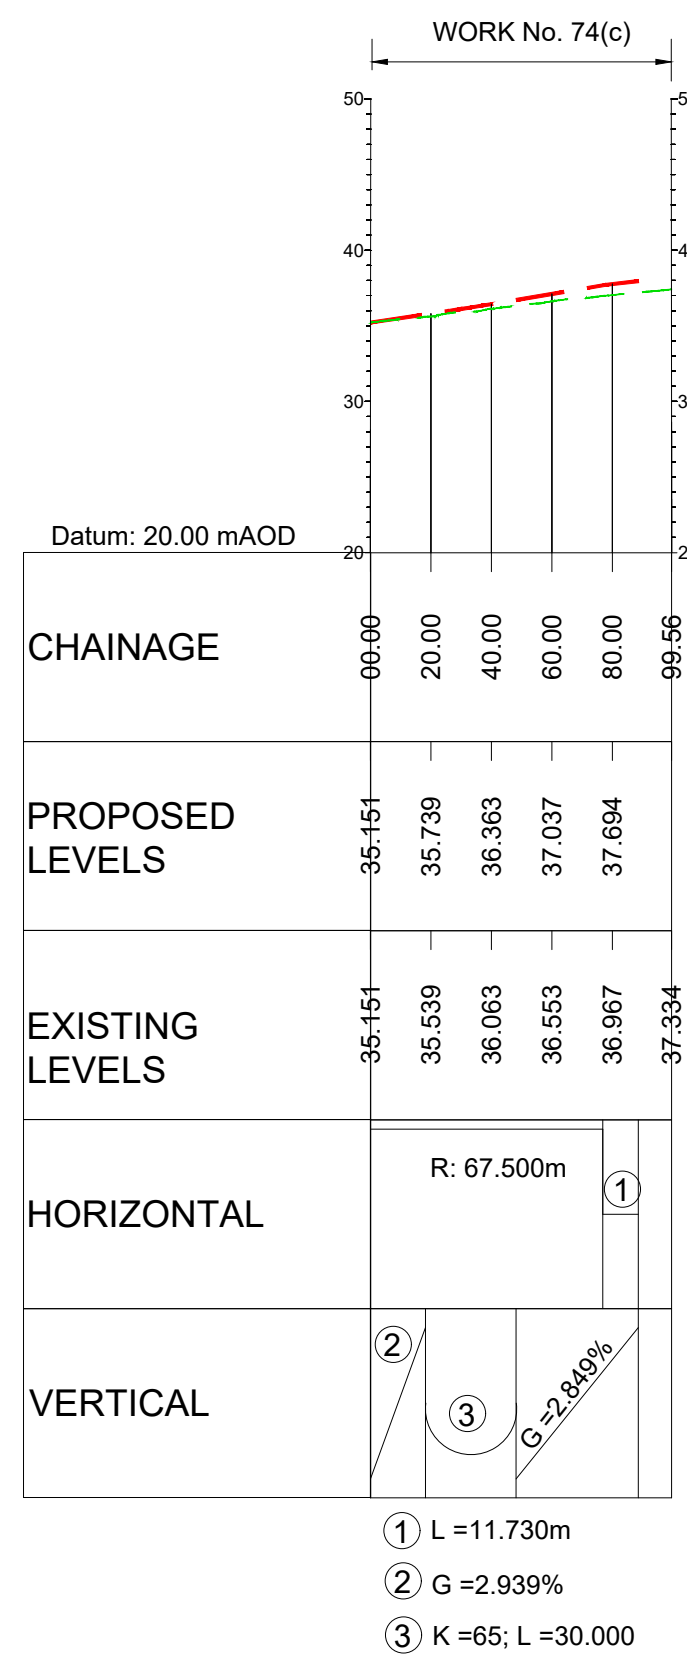 WORK No. 74(c)
50
5
40
4
30
3
Datum: 20.00 mAOD
20
2
CHAINAGE
00.00
20.00
40.00
60.00
80.00
99.56
PROPOSED
LEVELS
35.151
35.739
36.363
37.037
37.694
EXISTING
LEVELS
35.151
35.539
36.063
36.553
36.967
37.334
HORIZONTAL
R: 67.500m
1
VERTICAL
2
3
G =2.849%
1 L =11.730m
2 G =2.939%
3 K =65; L =30.000